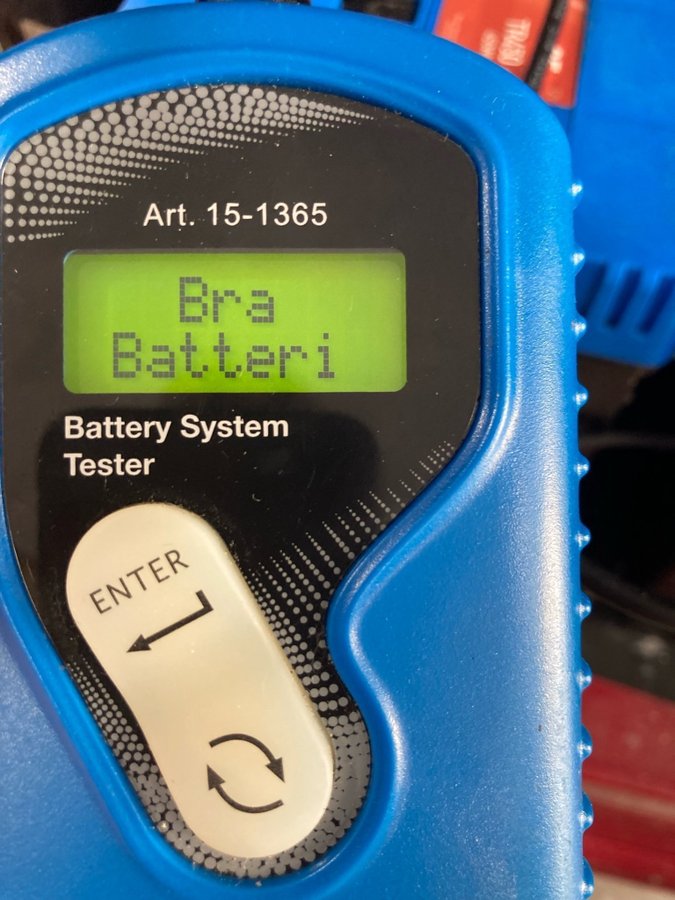 Art. 15-1365
Bra
Batteri
Battery System
Tester
ENTER